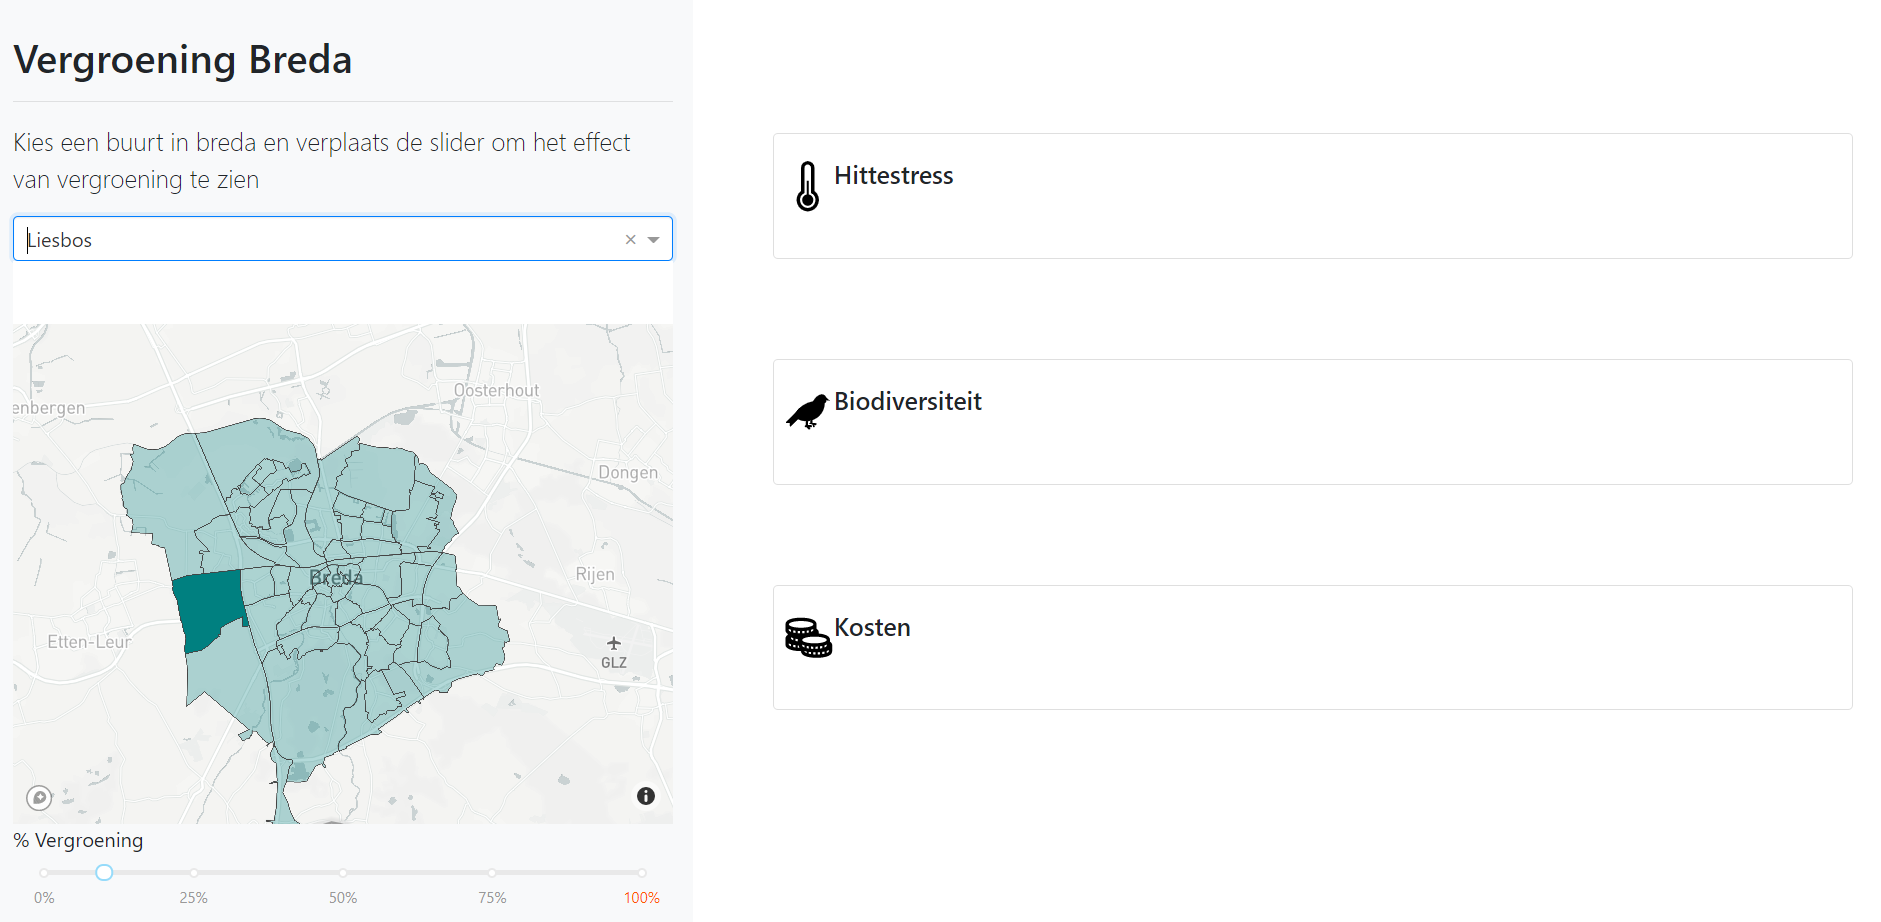 Vergroening Breda
Kies een buurt in breda en verplaats de slider om het effect
van vergroening te zien
Liesbos
Oosterhout
enbergen
Dongen
Rijen
Breda
Etten-Leur
GLZ
% Vergroening
0% 25% 50% 75% 100%
Hittestress
Biodiversiteit
Kosten